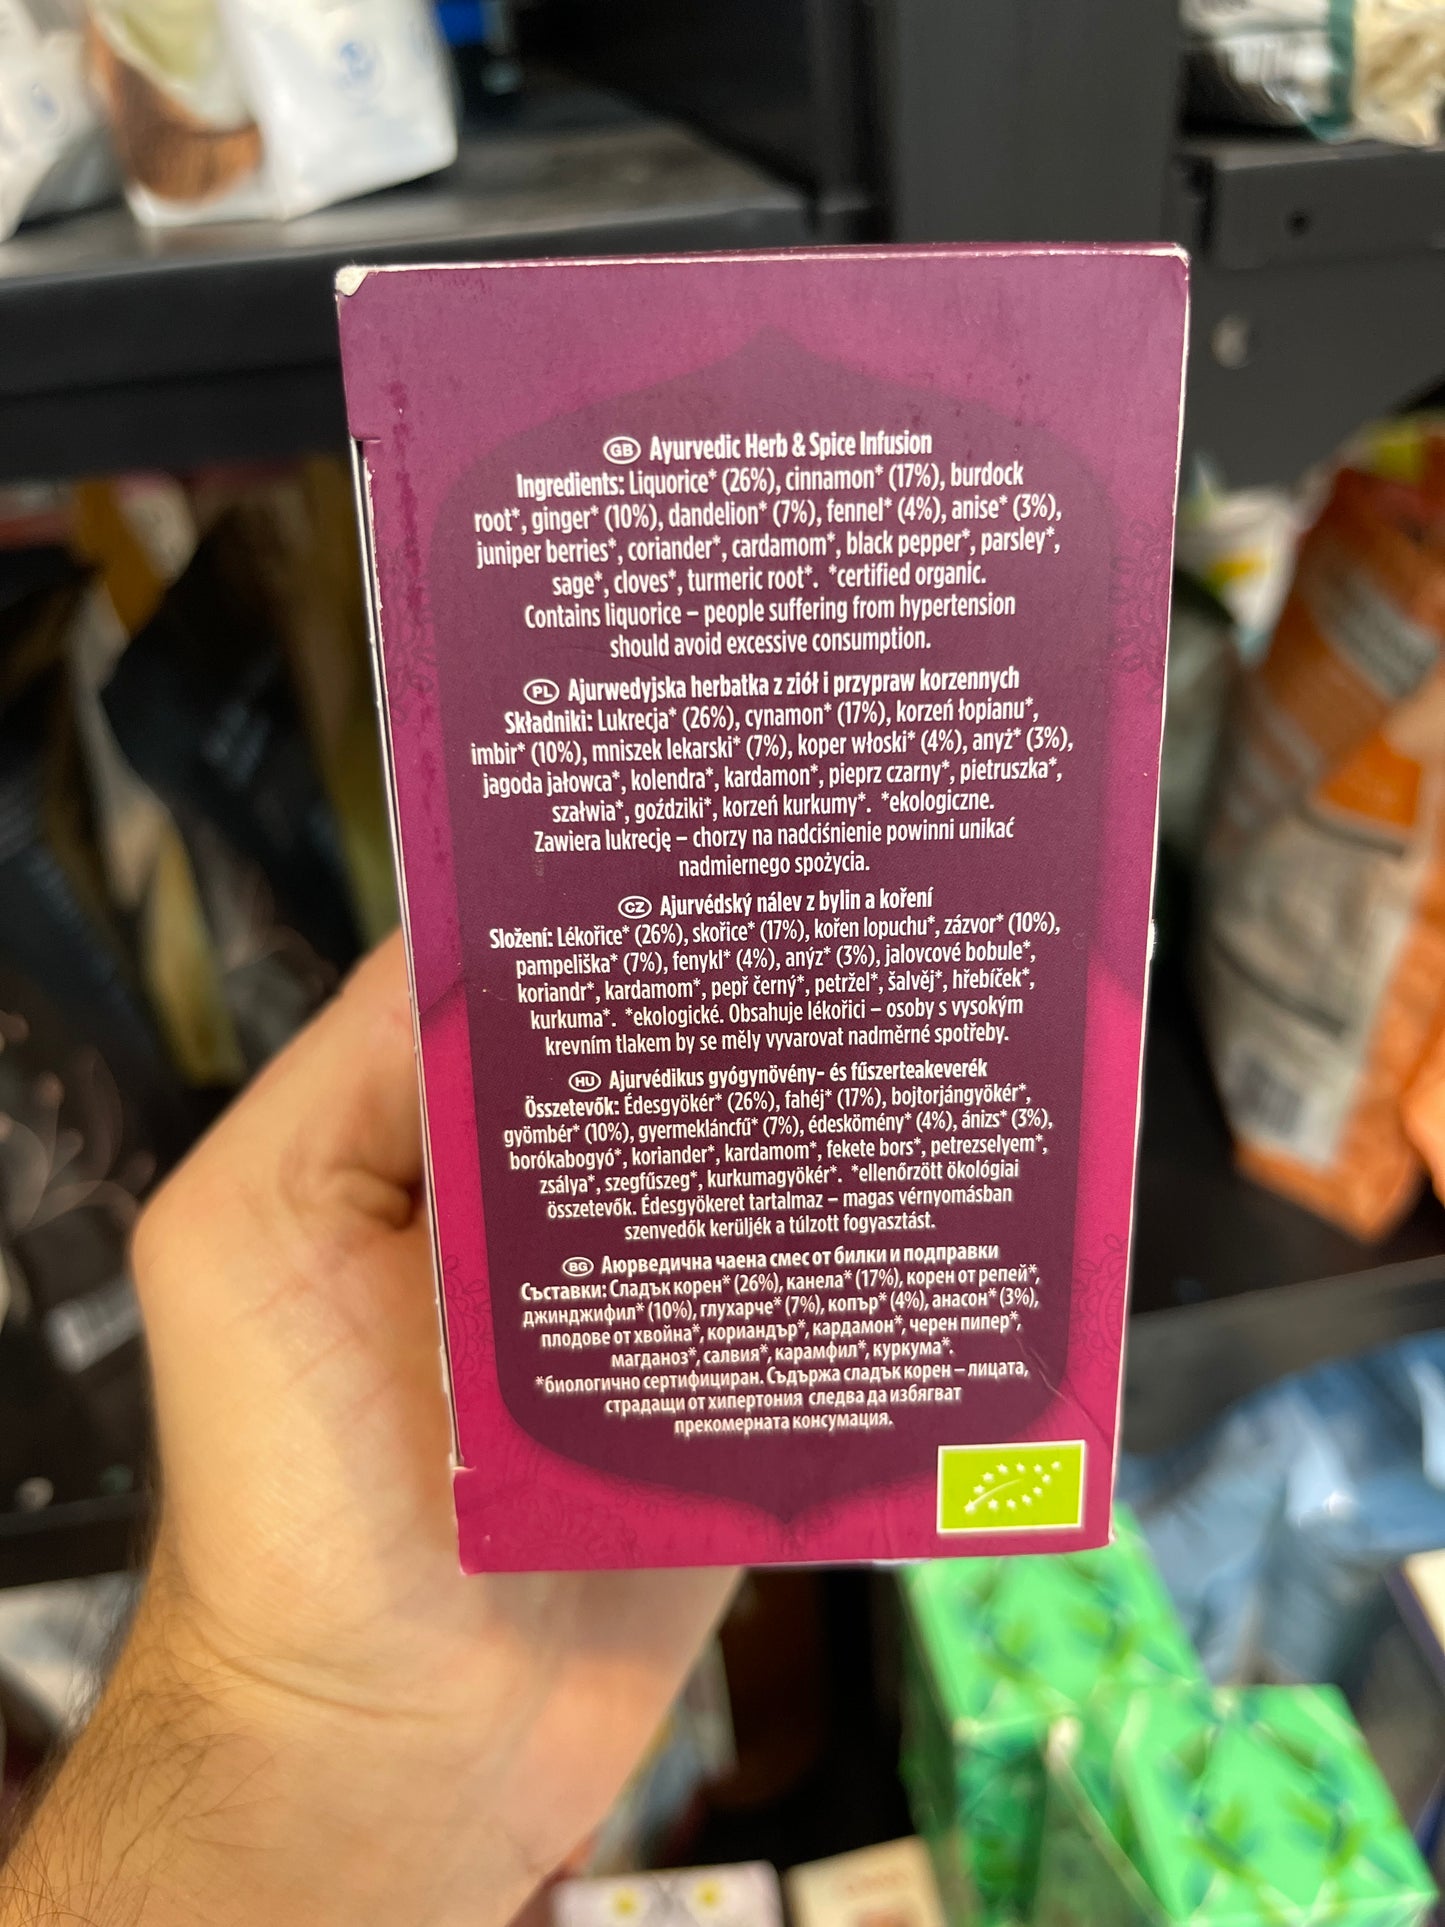 GB Ayurvedic Herb & Spice Infusion
Ingredients: Liquorice* (26%), cinnamon* (17%), burdock
root*, ginger* (10%), dandelion* (7%), fennel* (4%), anise* (3%),
juniper berries*, coriander*, cardamom*, black pepper*, parsley*,
sage*, cloves*, turmeric root*. *certified organic.
Contains liquorice – people suffering from hypertension
should avoid excessive consumption.
PL Ajurwedyjska herbatka z ziół i przypraw korzennych
Składniki: Lukrecja* (26%), cynamon* (17%), korzeń łopianu*,
imbir* (10%), mniszek lekarski* (7%), koper włoski* (4%), anyż* (3%),
jagoda jałowca*, kolendra*, kardamon*, pieprz czarny*, pietruszka*,
szałwia*, goździki*, korzeń kurkumy*. *ekologiczne.
Zawiera lukrecję – chorzy na nadciśnienie powinni unikać
nadmiernego spożycia.
CZ Ajurvédský nálev z bylin a koření
Složení: Lékořice* (26%), skořice* (17%), kořen lopuchu*, zázvor* (10%),
pampeliška* (7%), fenykl* (4%), anýz* (3%), jalovcové bobule*,
koriandr*, kardamom*, pepř černý*, petržel*, šalvěj*, hřebíček*,
kurkuma*. *ekologické. Obsahuje lékořici – osoby s vysokým
krevním tlakem by se měly vyvarovat nadměrné spotřeby.
HU Ajurvédikus gyógynövény- és fűszerteakeverék
Összetevők: Édesgyökér* (26%), fahéj* (17%), bojtorjángyökér*,
gyömbér* (10%), gyermekláncfű* (7%), édeskömény* (4%), ánizs* (3%),
borókabogyó*, koriander*, kardamom*, fekete bors*, petrezselyem*,
zsálya*, szegfűszeg*, kurkumagyökér*. *ellenőrzött ökológiai
összetevők. Édesgyökeret tartalmaz – magas vérnyomásban
szenvedők kerüljék a túlzott fogyasztást.
BG Аюрведична чаена смес от билки и подправки
Съставки: Сладък корен* (26%), канела* (17%), корен от репей*,
джинджифил* (10%), глухарче* (7%), копър* (4%), анасон* (3%),
плодове от хвойна*, кориандър*, кардамон*, черен пипер*,
магданоз*, салвия*, карамфил*, куркума*.
*биологично сертифициран. Съдържа сладък корен – лицата,
страдащи от хипертония следва да избягват
прекомерната консумация.